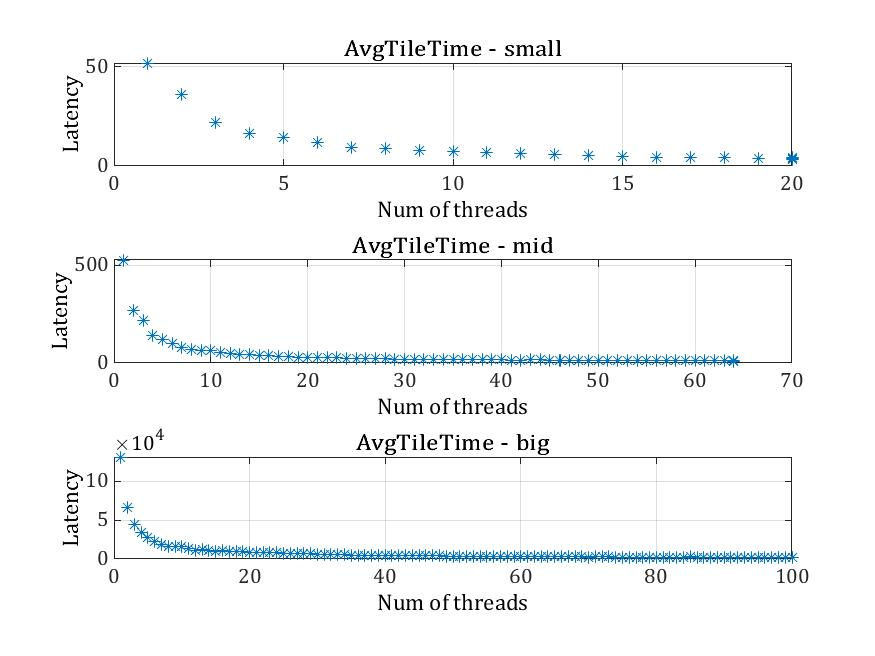 AvgTileTime - small
Latency
50
0
0 5 10 15 20
Num of threads
AvgTileTime - mid
Latency
500
0
0 10 20 30 40 50 60 70
Num of threads
×10^4
AvgTileTime - big
Latency
10
5
0
0 20 40 60 80 100
Num of threads